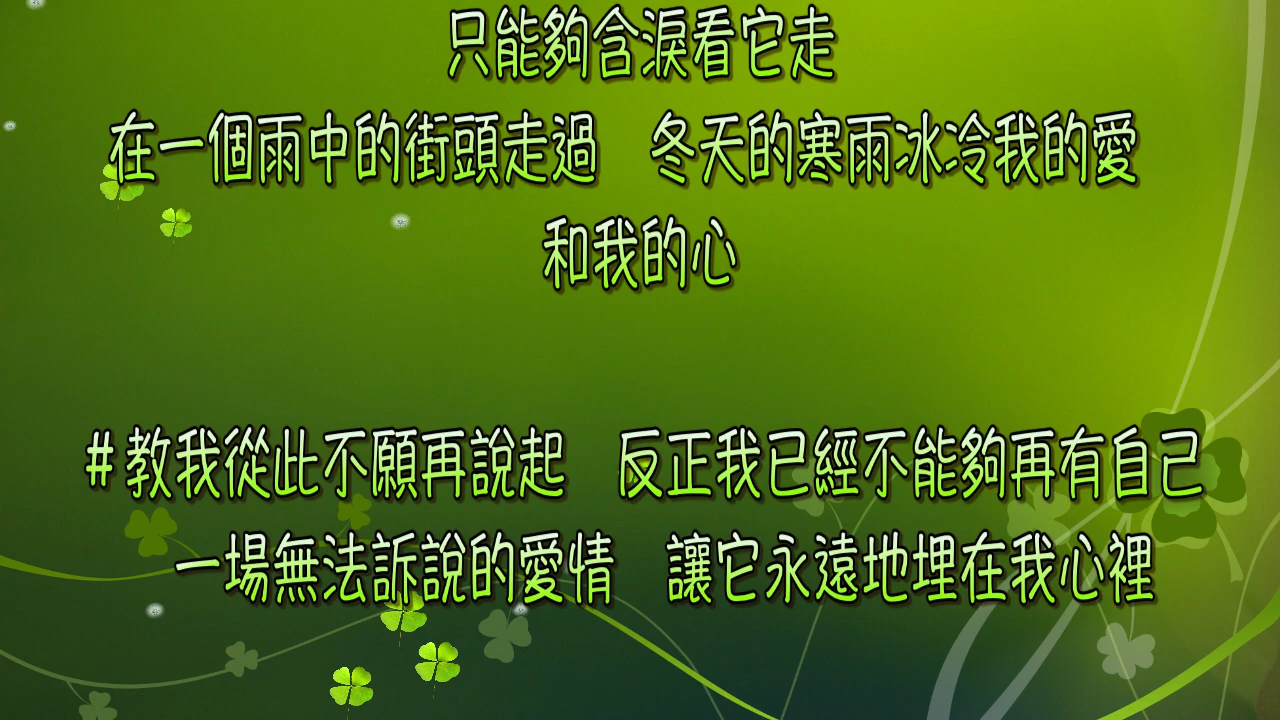 只能夠含淚看它走
在一個雨中的街頭走過　冬天的寒雨冰冷我的愛
和我的心
#教我從此不願再說起　反正我已經不能夠再有自己
一場無法訴說的愛情　讓它永遠地埋在我心裡